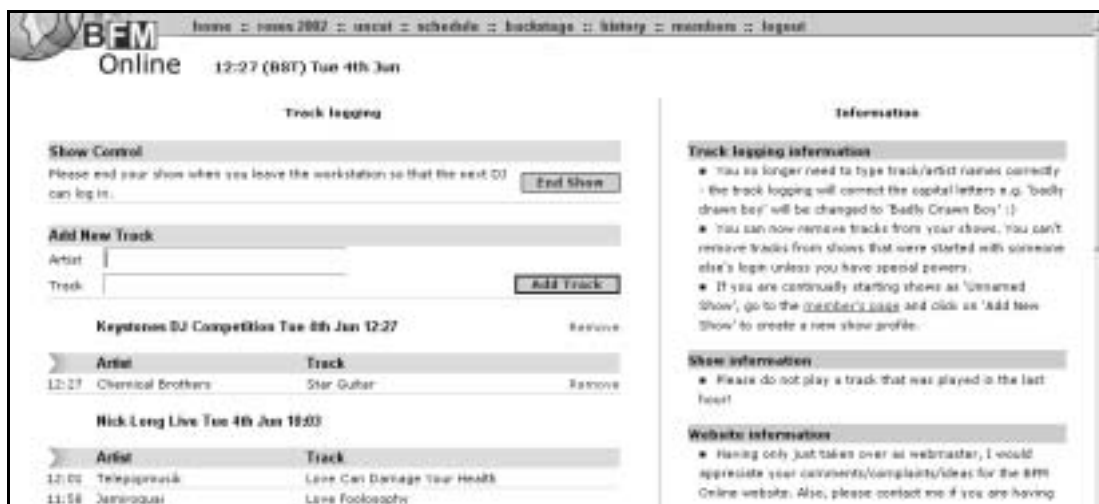 BFM
Online
home :: roses 2002 :: uncut :: schedule :: backstage :: history :: members :: logout
12:27 (BST) Tue 4th Jun
Track logging
Show Control
Please end your show when you leave the workstation so that the next DJ
can log in.
End Show
Add New Track
Artist
Track
Add Track
Keystones DJ Competition Tue 4th Jun 12:27
Remove
Artist Track
12:27 Chemical Brothers Star Guitar Remove
Nick Long Live Tue 4th Jun
Artist Track
12:01 Telepopmusik Love Can Damage Your Health
11:58 Jamiroquai Love Foolosophy
Information
Track logging information
• You no longer need to type track/artist names correctly
- the track logging will correct the capital letters e.g. 'badly
drawn boy' will be changed to 'Badly Drawn Boy' :)
• You can now remove tracks from your shows. You can't
remove tracks from shows that were started with someone
else's login unless you have special powers.
• If you are continually starting shows as 'Unnamed
Show', go to the member's page and click on 'Add New
Show' to create a new show profile.
Show information
• Please do not play a track that was played in the last
hour!
Website information
• Having only just taken over as webmaster, I would
appreciate your comments/complaints/ideas for the BFM
Online website. Also, please contact me if you are having